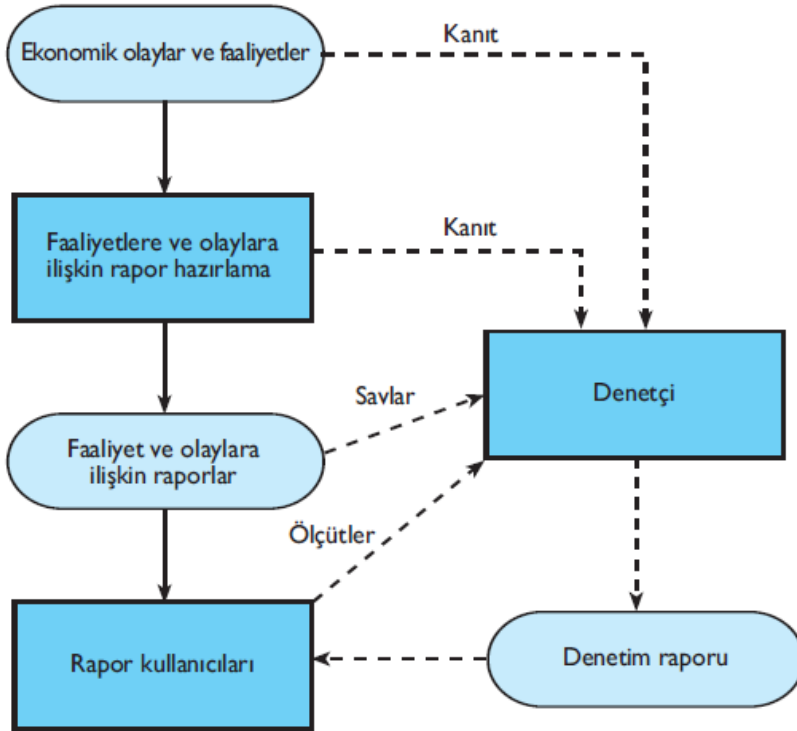 Ekonomik olaylar ve faaliyetler
Kanıt
Faaliyetlere ve olaylara
ilişkin rapor hazırlama
Kanıt
Denetçi
Savlar
Faaliyet ve olaylara
ilişkin raporlar
Ölçütler
Rapor kullanıcıları
Denetim raporu